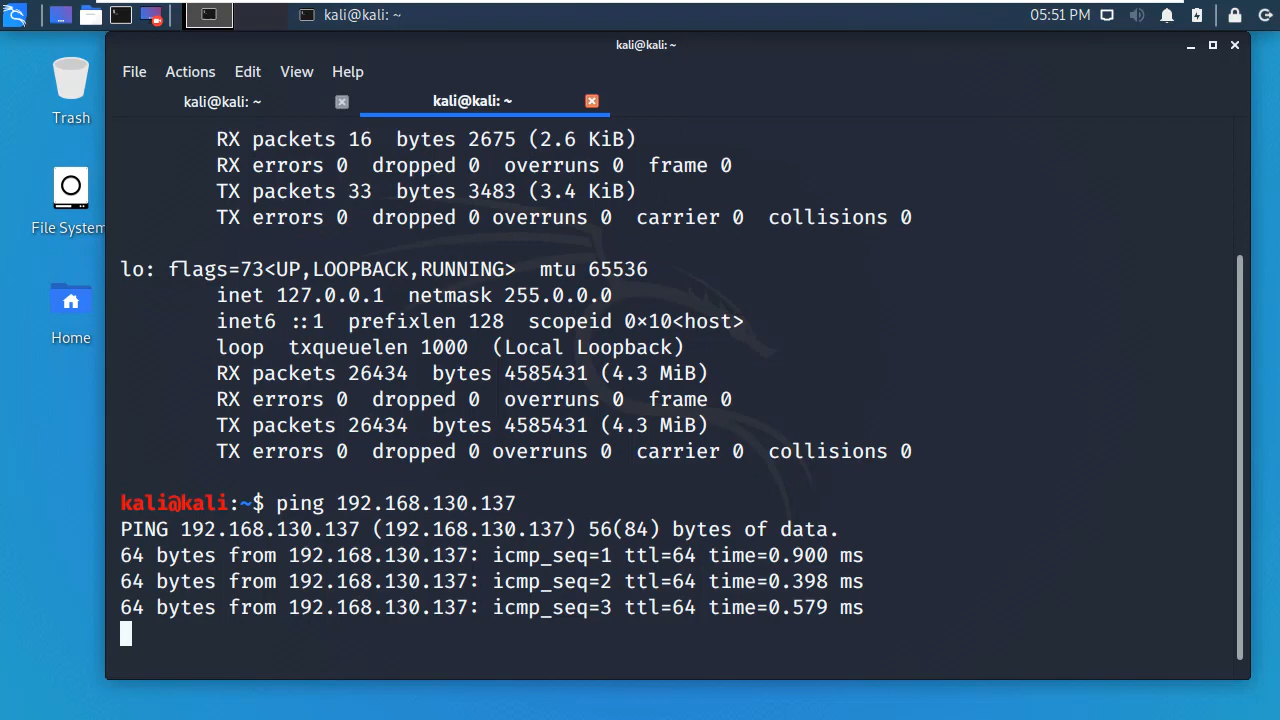 kali@kali: ~
05:51 PM
Trash
File System
Home
kali@kali: ~
File Actions Edit View Help
kali@kali: ~
kali@kali: ~
RX packets 16  bytes 2675 (2.6 KiB)
RX errors 0  dropped 0  overruns 0  frame 0
TX packets 33  bytes 3483 (3.4 KiB)
TX errors 0  dropped 0 overruns 0  carrier 0  collisions 0
lo: flags=73<UP,LOOPBACK,RUNNING>  mtu 65536
inet 127.0.0.1  netmask 255.0.0.0
inet6 ::1  prefixlen 128  scopeid 0×10<host>
loop  txqueuelen 1000  (Local Loopback)
RX packets 26434  bytes 4585431 (4.3 MiB)
RX errors 0  dropped 0  overruns 0  frame 0
TX packets 26434  bytes 4585431 (4.3 MiB)
TX errors 0  dropped 0 overruns 0  carrier 0  collisions 0
kali@kali:~$ ping 192.168.130.137
PING 192.168.130.137 (192.168.130.137) 56(84) bytes of data.
64 bytes from 192.168.130.137: icmp_seq=1 ttl=64 time=0.900 ms
64 bytes from 192.168.130.137: icmp_seq=2 ttl=64 time=0.398 ms
64 bytes from 192.168.130.137: icmp_seq=3 ttl=64 time=0.579 ms